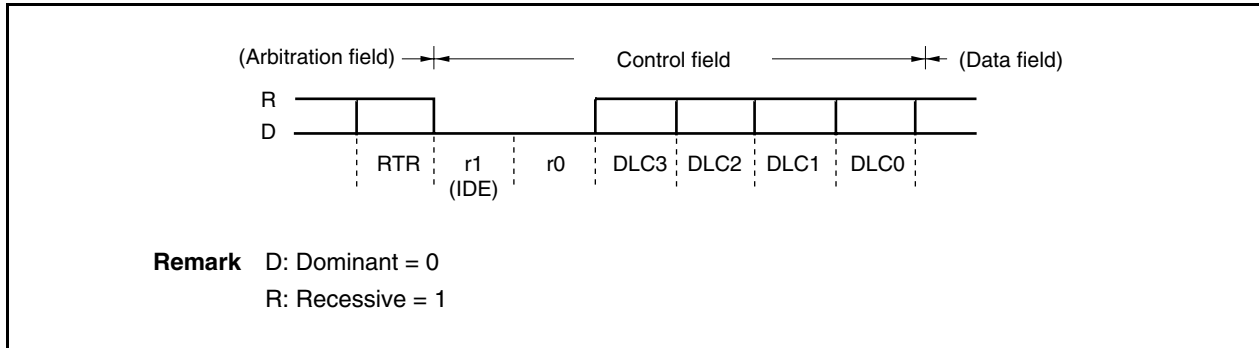 (Arbitration field) Control field (Data field)
R
D
RTR r1 r0 DLC3 DLC2 DLC1 DLC0
(IDE)
Remark D: Dominant = 0
R: Recessive = 1